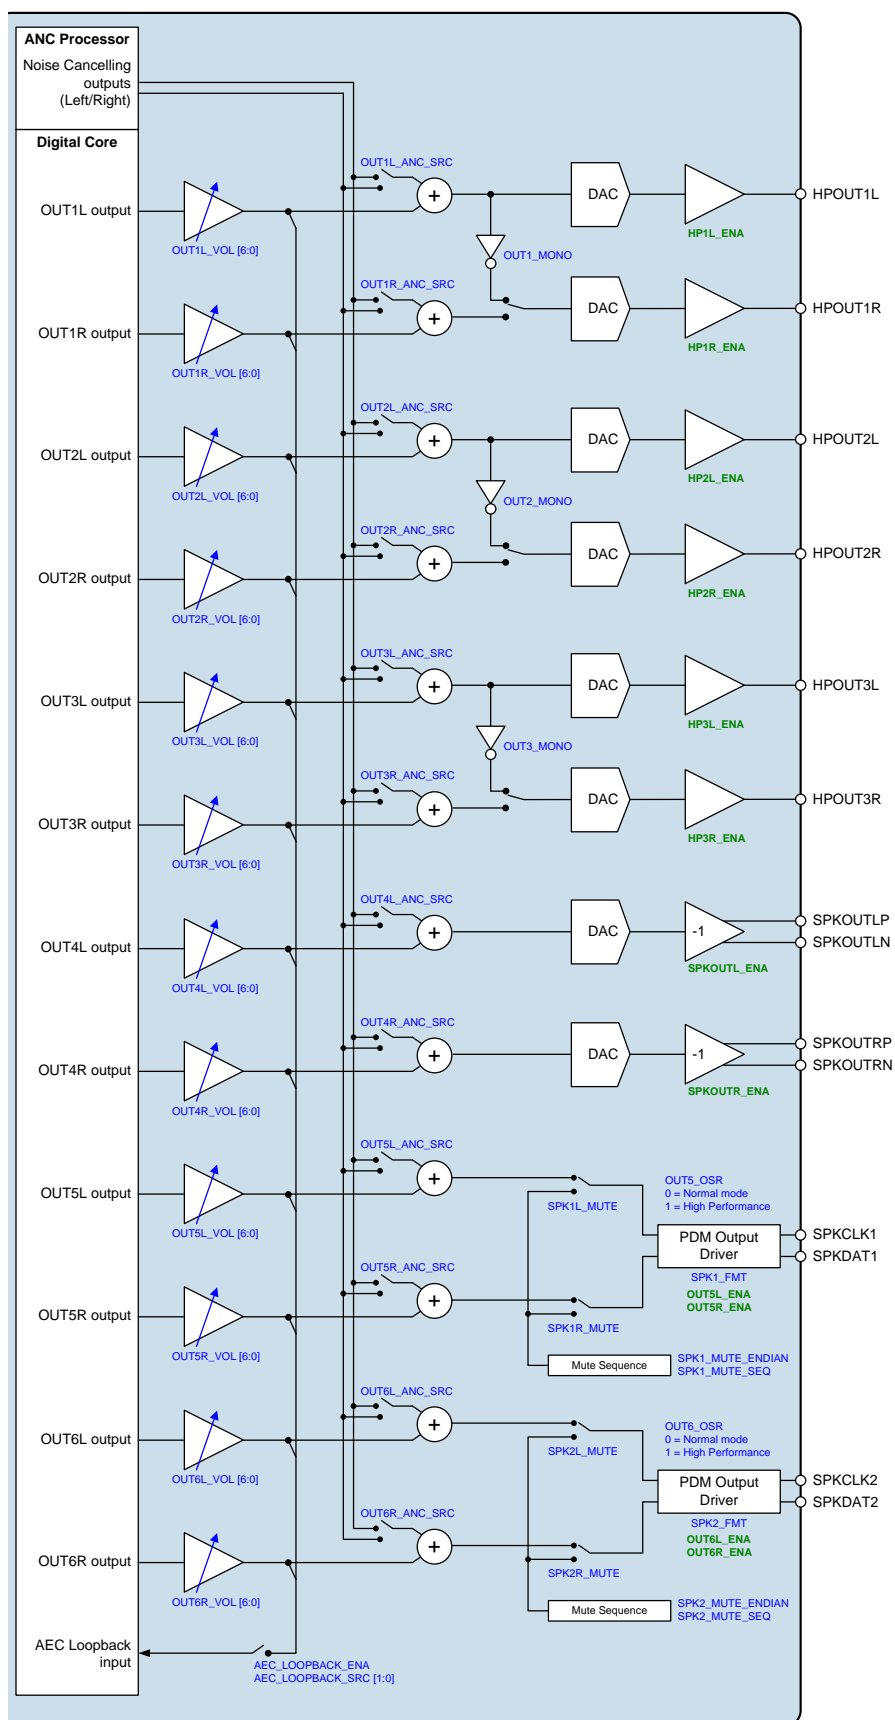 ANC Processor
Noise Cancelling
outputs
(Left/Right)
Digital Core
OUT1L_ANC_SRC
OUT1L output
OUT1L_VOL [6:0]
DAC
HP1L_ENA
HPOUT1L
OUT1_MONO
OUT1R_ANC_SRC
OUT1R output
OUT1R_VOL [6:0]
DAC
HP1R_ENA
HPOUT1R
OUT2L_ANC_SRC
OUT2L output
OUT2L_VOL [6:0]
DAC
HP2L_ENA
HPOUT2L
OUT2_MONO
OUT2R_ANC_SRC
OUT2R output
OUT2R_VOL [6:0]
DAC
HP2R_ENA
HPOUT2R
OUT3L_ANC_SRC
OUT3L output
OUT3L_VOL [6:0]
DAC
HP3L_ENA
HPOUT3L
OUT3_MONO
OUT3R_ANC_SRC
OUT3R output
OUT3R_VOL [6:0]
DAC
HP3R_ENA
HPOUT3R
OUT4L_ANC_SRC
OUT4L output
OUT4L_VOL [6:0]
DAC
-1
SPKOUTL_ENA
SPKOUTLP
SPKOUTLN
OUT4R_ANC_SRC
OUT4R output
OUT4R_VOL [6:0]
DAC
-1
SPKOUTR_ENA
SPKOUTRP
SPKOUTRN
OUT5L_ANC_SRC
OUT5L output
OUT5L_VOL [6:0]
SPK1L_MUTE
OUT5_OSR
0 = Normal mode
1 = High Performance
PDM Output
Driver
SPKCLK1
SPKDAT1
SPK1_FMT
OUT5L_ENA
OUT5R_ENA
OUT5R_ANC_SRC
OUT5R output
OUT5R_VOL [6:0]
SPK1R_MUTE
Mute Sequence
SPK1_MUTE_ENDIAN
SPK1_MUTE_SEQ
OUT6L_ANC_SRC
OUT6L output
OUT6L_VOL [6:0]
SPK2L_MUTE
OUT6_OSR
0 = Normal mode
1 = High Performance
PDM Output
Driver
SPKCLK2
SPKDAT2
SPK2_FMT
OUT6L_ENA
OUT6R_ENA
OUT6R_ANC_SRC
OUT6R output
OUT6R_VOL [6:0]
SPK2R_MUTE
Mute Sequence
SPK2_MUTE_ENDIAN
SPK2_MUTE_SEQ
AEC Loopback
input
AEC_LOOPBACK_ENA
AEC_LOOPBACK_SRC [1:0]